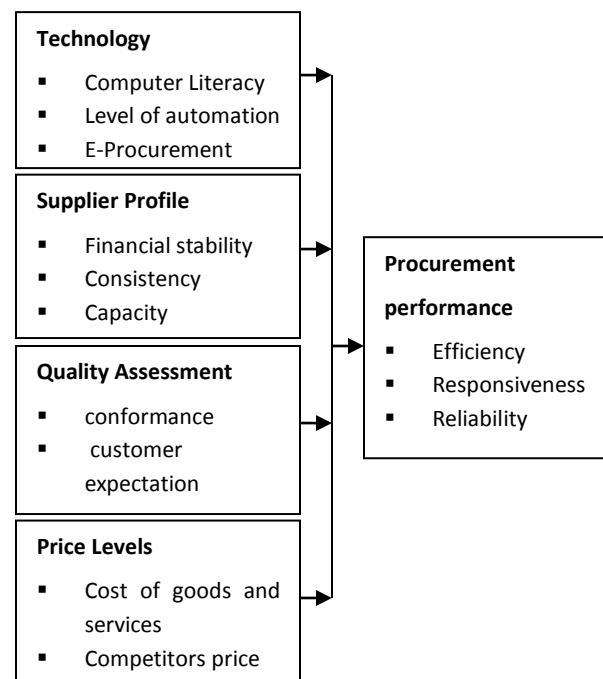 Technology
▪ Computer Literacy
▪ Level of automation
▪ E-Procurement
Supplier Profile
▪ Financial stability
▪ Consistency
▪ Capacity
Quality Assessment
▪ conformance
▪ customer
expectation
Price Levels
▪ Cost of goods and
services
▪ Competitors price
Procurement
performance
▪ Efficiency
▪ Responsiveness
▪ Reliability